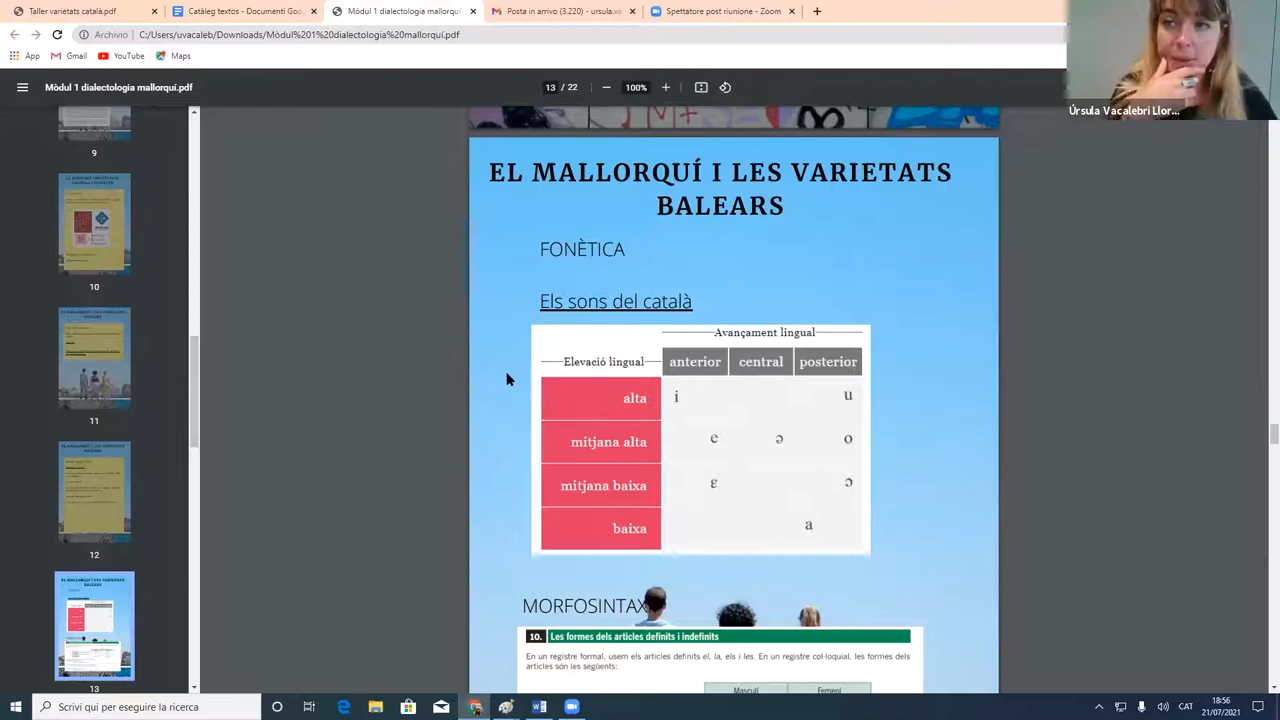 Taller varietats català.pdf
Catàleg textos - Documenti Goo
Mòdul 1 dialectologia mallorquí.
Posta in arrivo (3.220) - ursula.va
Spettatore post riunione - Zoom
Archivio
C:/Users/uvacaleb/Downloads/Mòdul%201%20dialectologia%20mallorquí.pdf
App
Gmail
YouTube
Maps
Mòdul 1 dialectologia mallorquí.pdf
13 / 22
100%
Úrsula Vacalebri Llor...
9
10
11
12
13
EL MALLORQUÍ I LES VARIETATS
BALEARS
FONÈTICA
Els sons del català
Avançament lingual
Elevació lingual
anterior central posterior
alta i u
mitjana alta e ə o
mitjana baixa ɛ ɔ
baixa a
MORFOSINTAX
10. Les formes dels articles definits i indefinits
En un registre formal, usem els articles definits el, la, els i les. En un registre col·loquial, les formes dels
articles són les següents:
Masculí Femení
Scrivi qui per eseguire la ricerca
CAT
18:56
21/07/2021